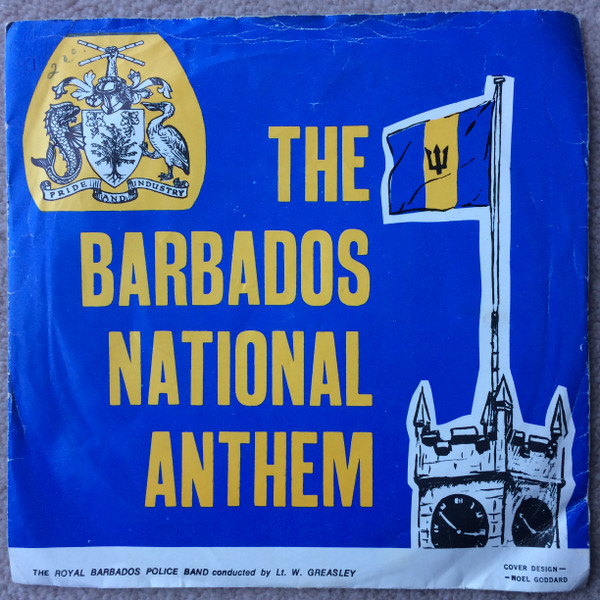 PRIDE AND INDUSTRY
THE
BARBADOS
NATIONAL
ANTHEM
THE ROYAL BARBADOS POLICE BAND conducted by Lt. W. GREASLEY
COVER DESIGN—
—NOEL GODDARD